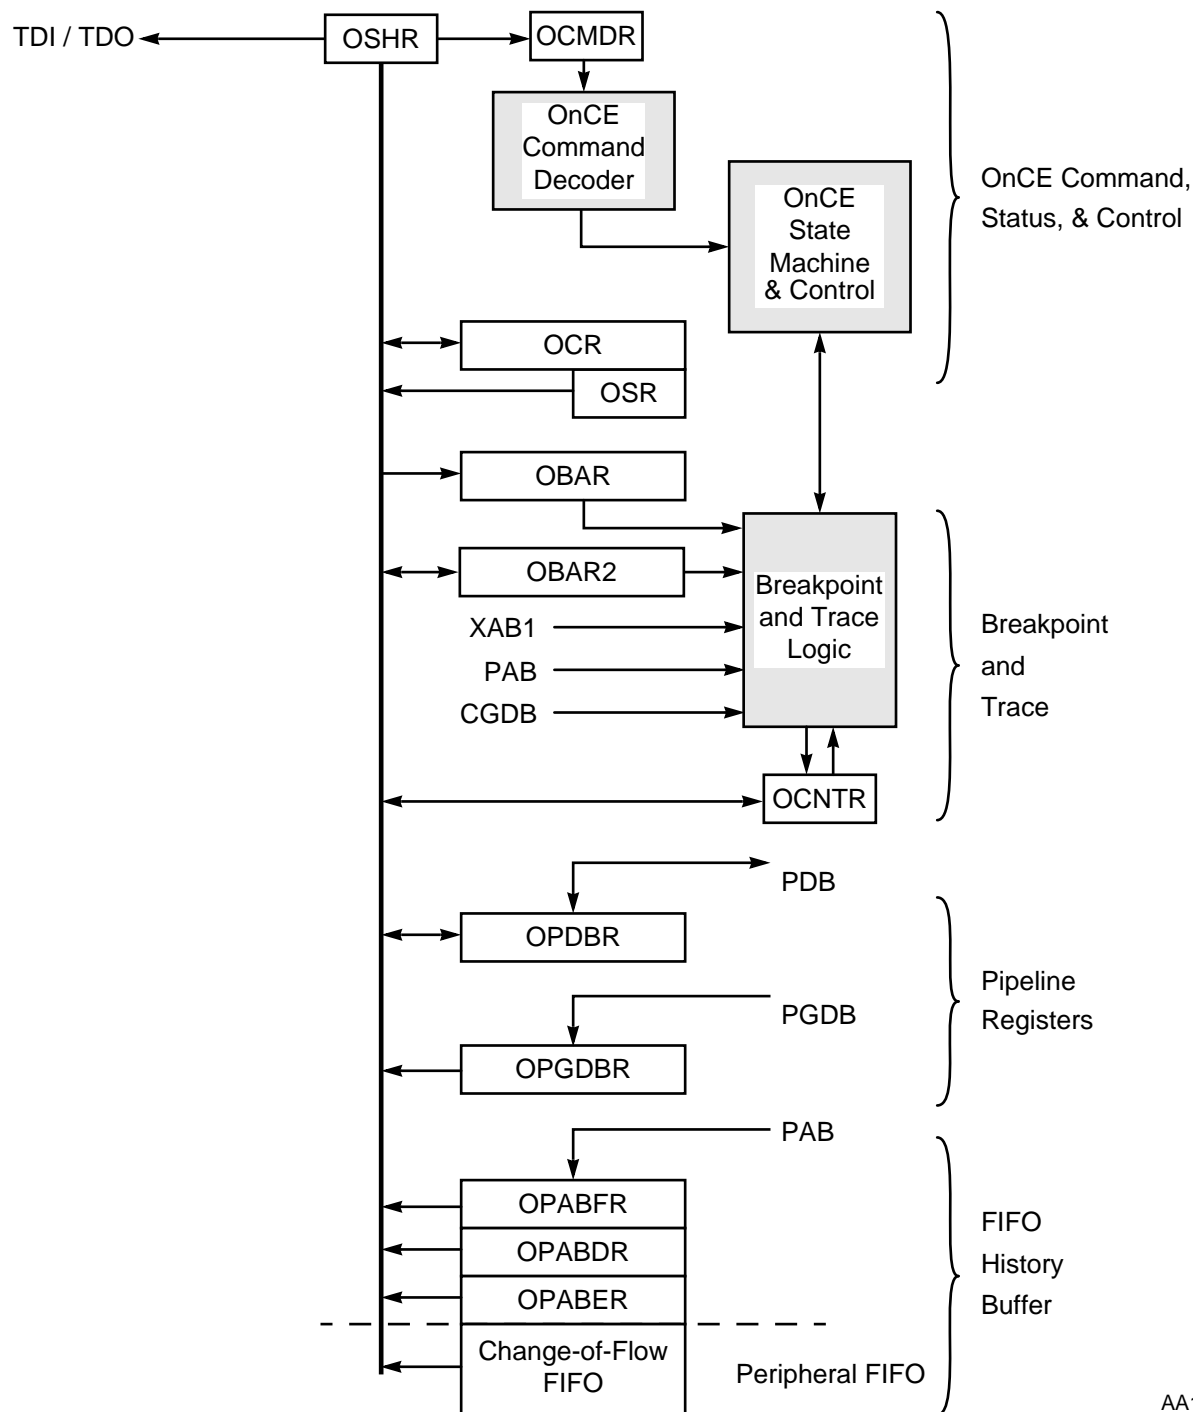 TDI / TDO
OSHR
OCMDR
OnCE
Command
Decoder
OnCE
State
Machine
& Control
OnCE Command,
Status, & Control
OCR
OSR
OBAR
OBAR2
XAB1
PAB
CGDB
Breakpoint
and Trace
Logic
Breakpoint
and
Trace
OCNTR
PDB
OPDBR
PGDB
OPGDBR
Pipeline
Registers
PAB
OPABFR
OPABDR
OPABER
Change-of-Flow
FIFO
Peripheral FIFO
FIFO
History
Buffer